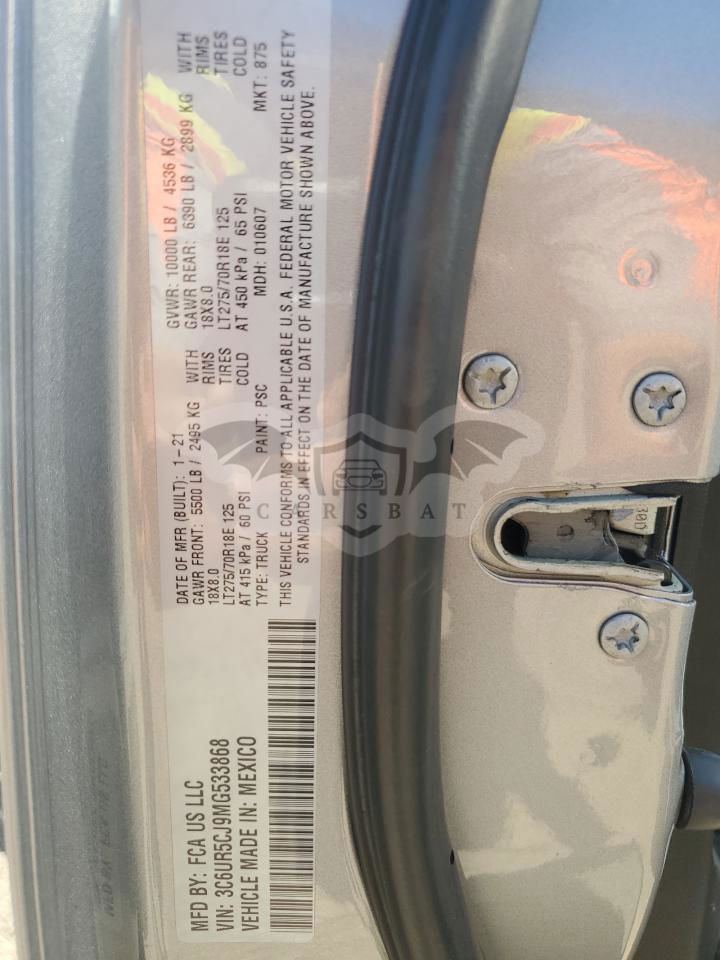 MFD BY: FCA US LLC
VIN: 3C6UR5CJ9MG533868
VEHICLE MADE IN: MEXICO
DATE OF MFR (BUILT): 1-21 GVWR: 10000 LB / 4536 KG
GAWR FRONT: 5500 LB / 2495 KG WITH GAWR REAR: 6390 LB / 2899 KG WITH
18X8.0 RIMS 18X8.0 RIMS
LT275/70R18E 125 TIRES LT275/70R18E 125 TIRES
AT 415 kPa / 60 PSI COLD AT 450 kPa / 65 PSI COLD
TYPE: TRUCK PAINT: PSC MDH: 010607 MKT: 875
THIS VEHICLE CONFORMS TO ALL APPLICABLE U.S.A. FEDERAL MOTOR VEHICLE SAFETY
STANDARDS IN EFFECT ON THE DATE OF MANUFACTURE SHOWN ABOVE.
CARSBAT